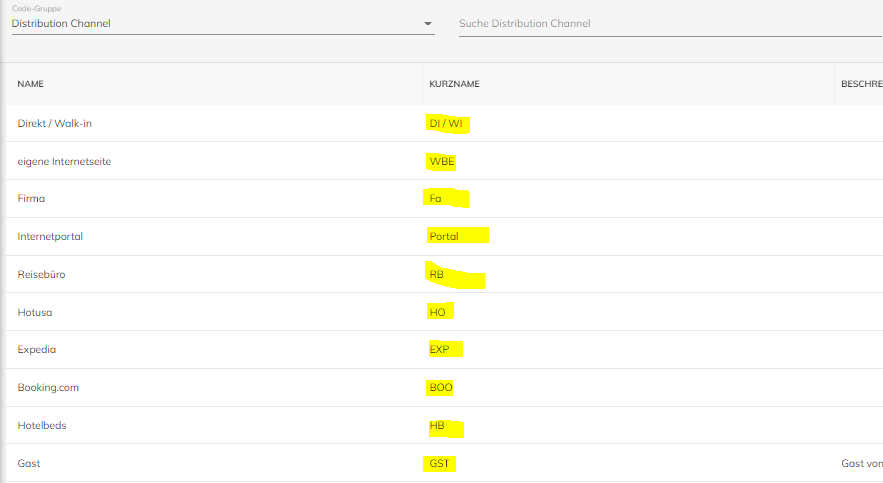 Code-Gruppe
Distribution Channel
Suche Distribution Channel
NAME KURZNAME BESCHRE
Direkt / Walk-in DI / WI
eigene Internetseite WBE
Firma Fa
Internetportal Portal
Reisebüro RB
Hotusa HO
Expedia EXP
Booking.com BOO
Hotelbeds HB
Gast GST Gast von